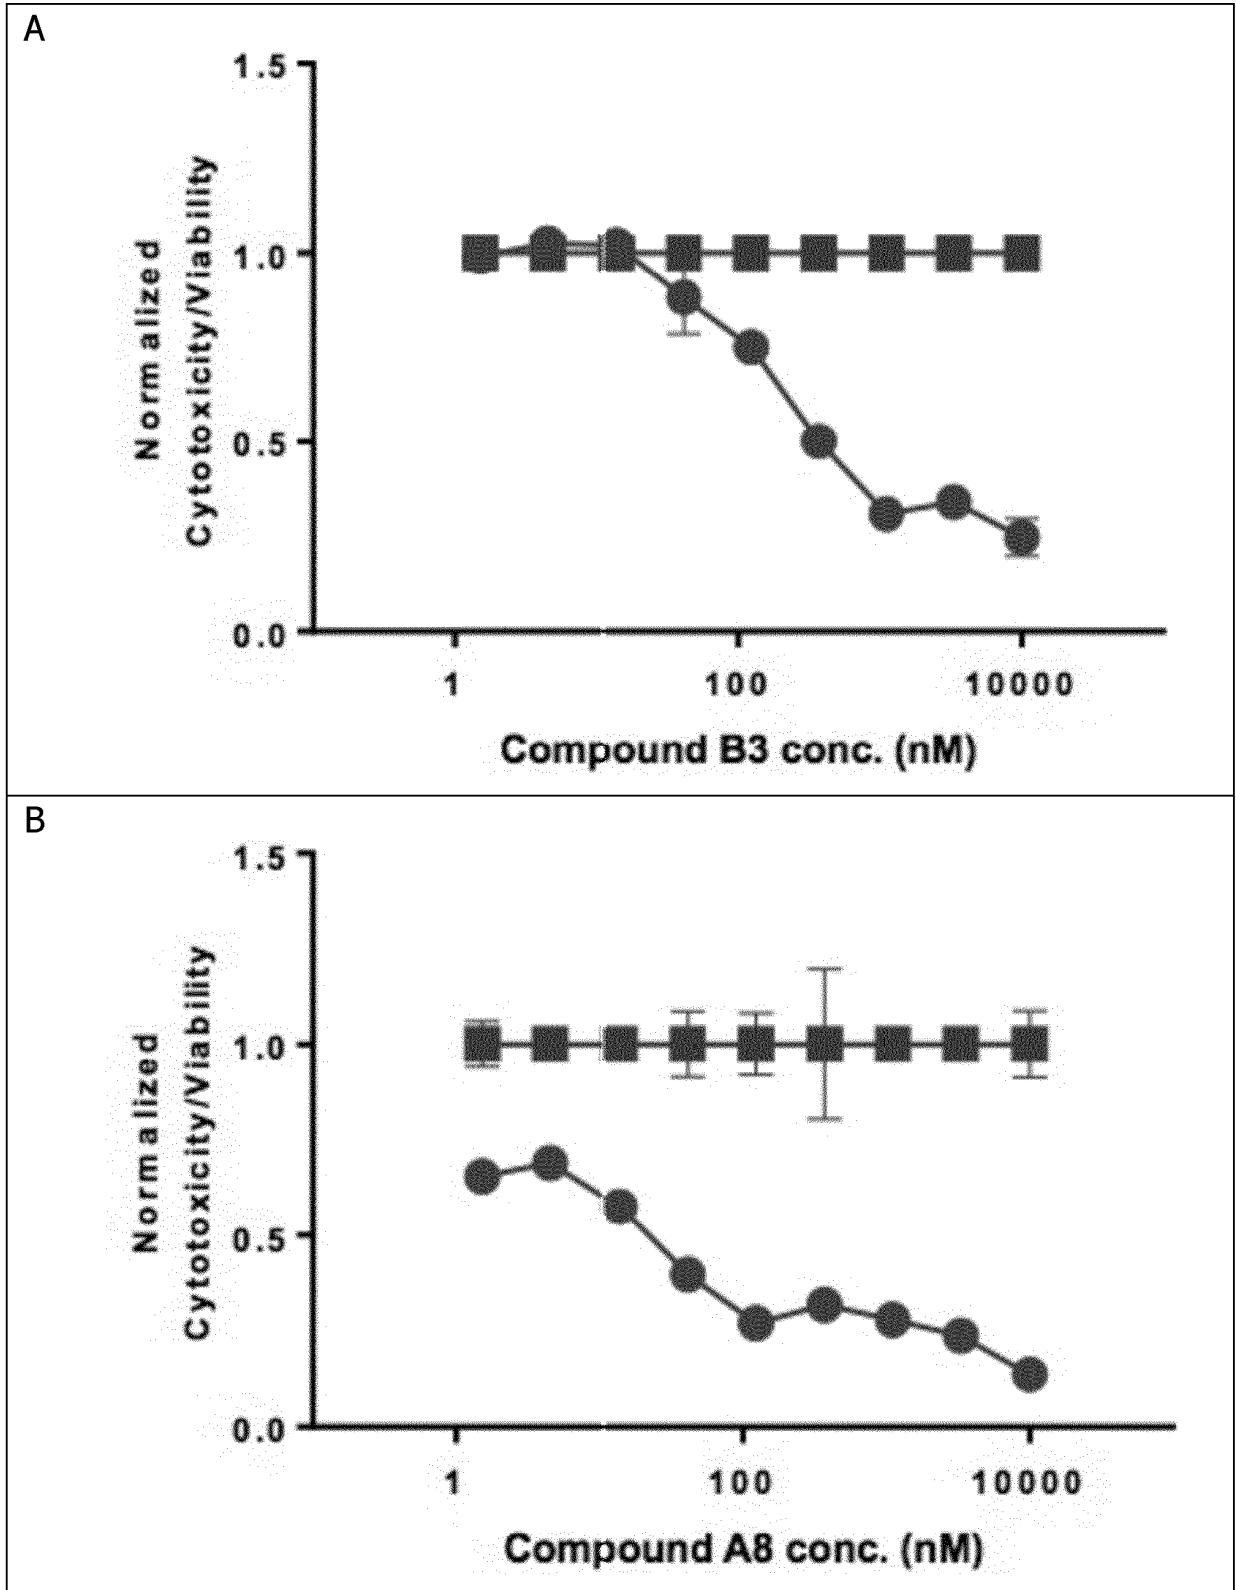 A
1.5
1.0
0.5
0.0
Normalized
Cytotoxicity/Viability
1 100 10000
Compound B3 conc. (nM)
B
1.5
1.0
0.5
0.0
Normalized
Cytotoxicity/Viability
1 100 10000
Compound A8 conc. (nM)